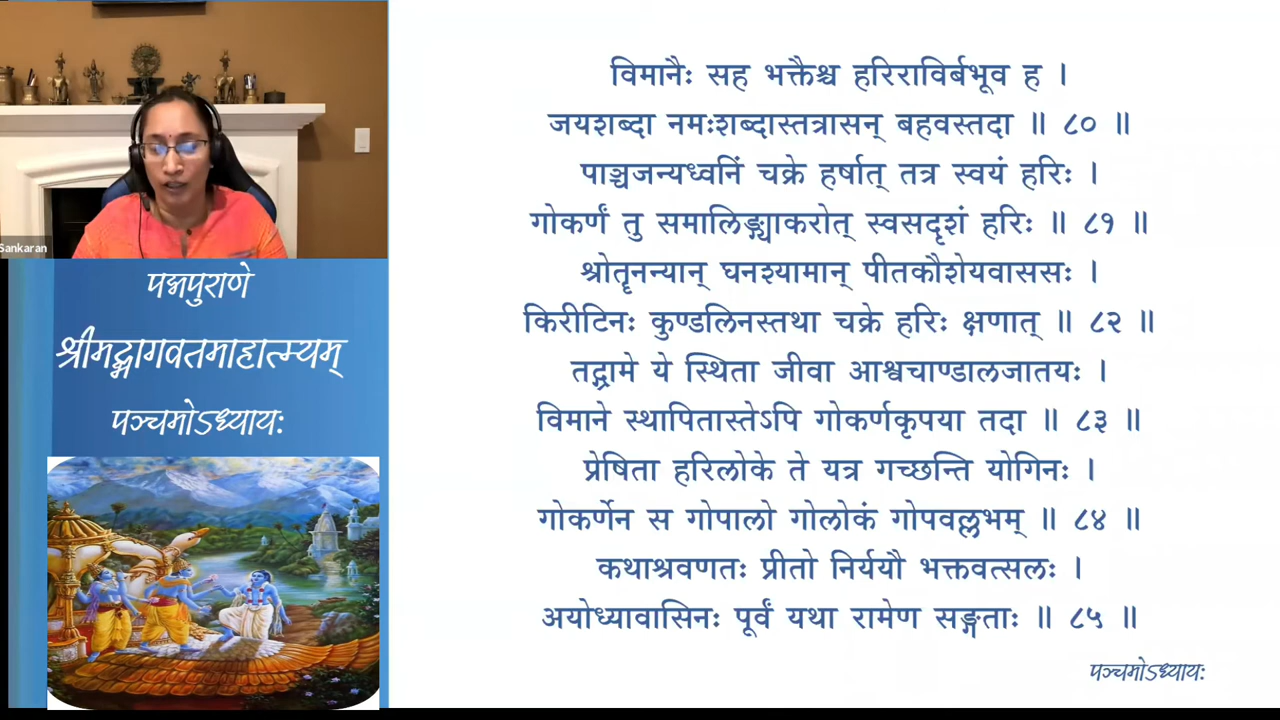 Sankaran
पद्मपुराणे
श्रीमद्भागवतमाहात्म्यम्
पञ्चमोऽध्यायः
विमानैः सह भक्तैश्च हरिराविर्बभूव ह ।
जयशब्दा नमःशब्दास्तत्रासन् बहवस्तदा ॥ ८० ॥
पाञ्चजन्यध्वनिं चक्रे हर्षात् तत्र स्वयं हरिः ।
गोकर्णं तु समालिङ्ग्याकरोत् स्वसदृशं हरिः ॥ ८१ ॥
श्रोतॄनन्यान् घनश्यामान् पीतकौशेयवाससः ।
किरीटिनः कुण्डलिनस्तथा चक्रे हरिः क्षणात् ॥ ८२ ॥
तद्ग्रामे ये स्थिता जीवा आश्वचाण्डालजातयः ।
विमाने स्थापितास्तेऽपि गोकर्णकृपया तदा ॥ ८३ ॥
प्रेषिता हरिलोके ते यत्र गच्छन्ति योगिनः ।
गोकर्णेन स गोपालो गोलोकं गोपवल्लभम् ॥ ८४ ॥
कथाश्रवणतः प्रीतो निर्ययौ भक्तवत्सलः ।
अयोध्यावासिनः पूर्वं यथा रामेण सङ्गताः ॥ ८५ ॥
पञ्चमोऽध्यायः